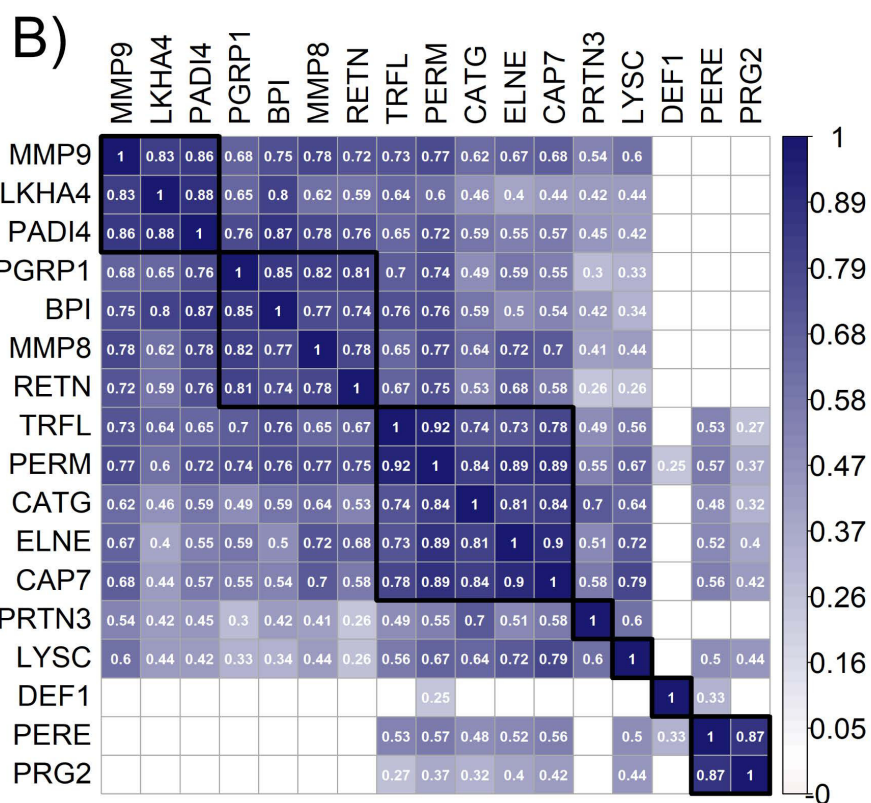 B)
MMP9 LKHA4 PADI4 PGRP1 BPI MMP8 RETN TRFL PERM CATG ELNE CAP7 PRTN3 LYSC DEF1 PERE PRG2
MMP9 1 0.83 0.86 0.68 0.75 0.78 0.72 0.73 0.77 0.62 0.67 0.68 0.54 0.6
LKHA4 0.83 1 0.88 0.65 0.8 0.62 0.59 0.64 0.6 0.46 0.4 0.44 0.42 0.44
PADI4 0.86 0.88 1 0.76 0.87 0.78 0.76 0.65 0.72 0.59 0.55 0.57 0.45 0.42
PGRP1 0.68 0.65 0.76 1 0.85 0.82 0.81 0.7 0.74 0.49 0.59 0.55 0.3 0.33
BPI 0.75 0.8 0.87 0.85 1 0.77 0.74 0.76 0.76 0.59 0.5 0.54 0.42 0.34
MMP8 0.78 0.62 0.78 0.82 0.77 1 0.78 0.65 0.77 0.64 0.72 0.7 0.41 0.44
RETN 0.72 0.59 0.76 0.81 0.74 0.78 1 0.67 0.75 0.53 0.68 0.58 0.26 0.26
TRFL 0.73 0.64 0.65 0.7 0.76 0.65 0.67 1 0.92 0.74 0.73 0.78 0.49 0.56 0.53 0.27
PERM 0.77 0.6 0.72 0.74 0.76 0.77 0.75 0.92 1 0.84 0.89 0.89 0.55 0.67 0.25 0.57 0.37
CATG 0.62 0.46 0.59 0.49 0.59 0.64 0.53 0.74 0.84 1 0.81 0.84 0.7 0.64 0.48 0.32
ELNE 0.67 0.4 0.55 0.59 0.5 0.72 0.68 0.73 0.89 0.81 1 0.9 0.51 0.72 0.52 0.4
CAP7 0.68 0.44 0.57 0.55 0.54 0.7 0.58 0.78 0.89 0.84 0.9 1 0.58 0.79 0.56 0.42
PRTN3 0.54 0.42 0.45 0.3 0.42 0.41 0.26 0.49 0.55 0.7 0.51 0.58 1 0.6
LYSC 0.6 0.44 0.42 0.33 0.34 0.44 0.26 0.56 0.67 0.64 0.72 0.79 0.6 1 0.5 0.44
DEF1 0.25 1 0.33
PERE 0.53 0.57 0.48 0.52 0.56 0.5 0.33 1 0.87
PRG2 0.27 0.37 0.32 0.4 0.42 0.44 0.87 1
1
0.89
0.79
0.68
0.58
0.47
0.37
0.26
0.16
0.05
0